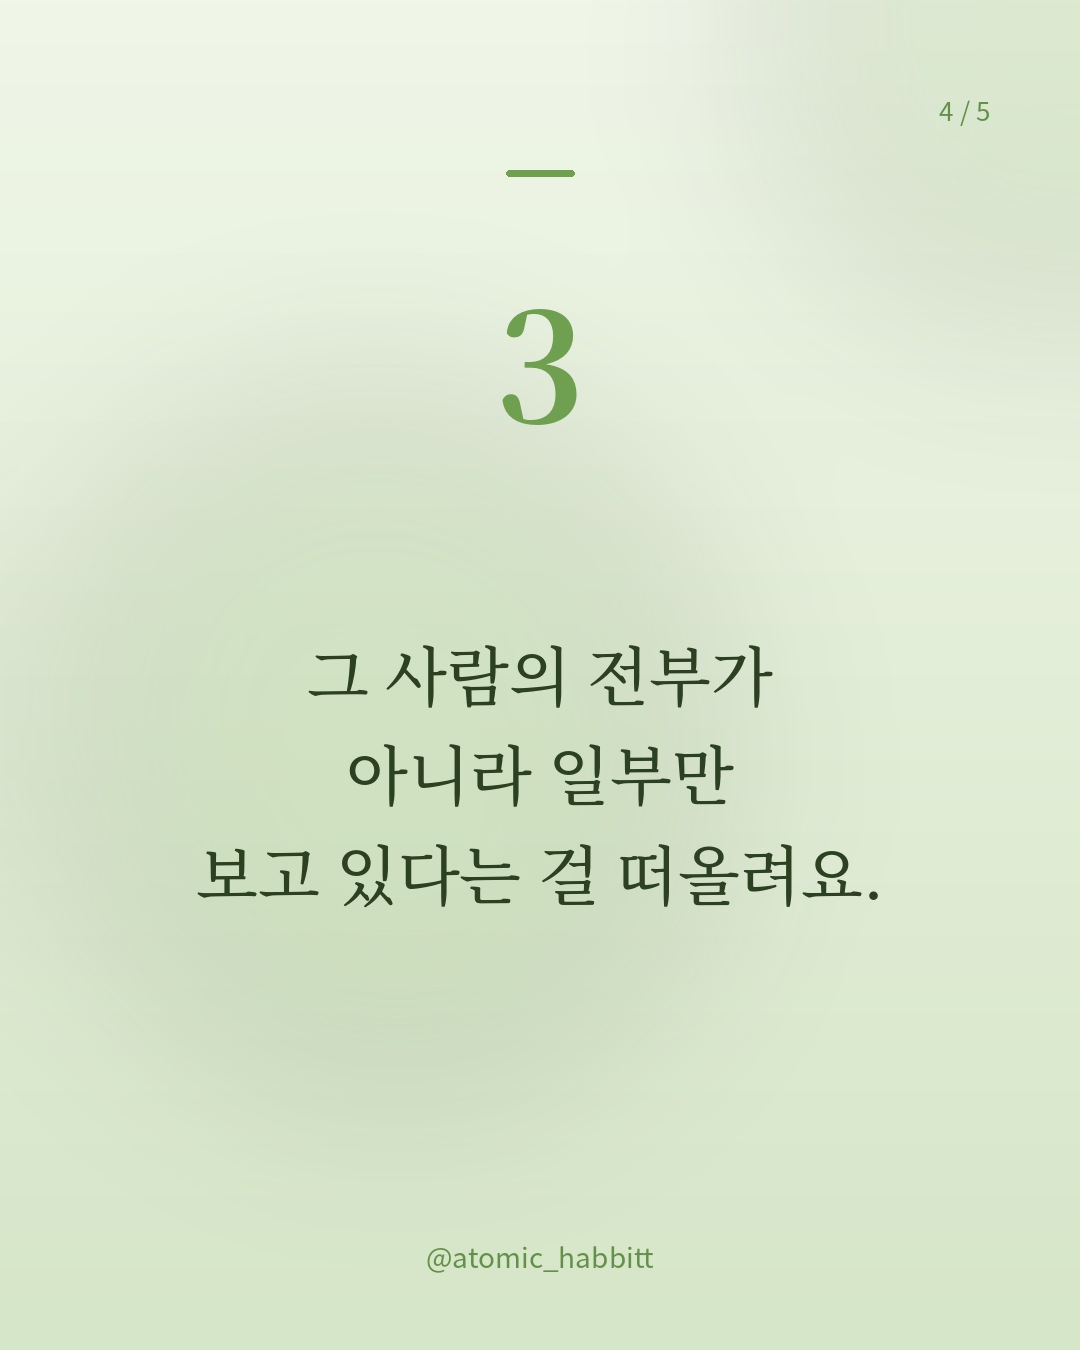 4 / 5
3
그 사람의 전부가
아니라 일부만
보고 있다는 걸 떠올려요.
@atomic_habbitt